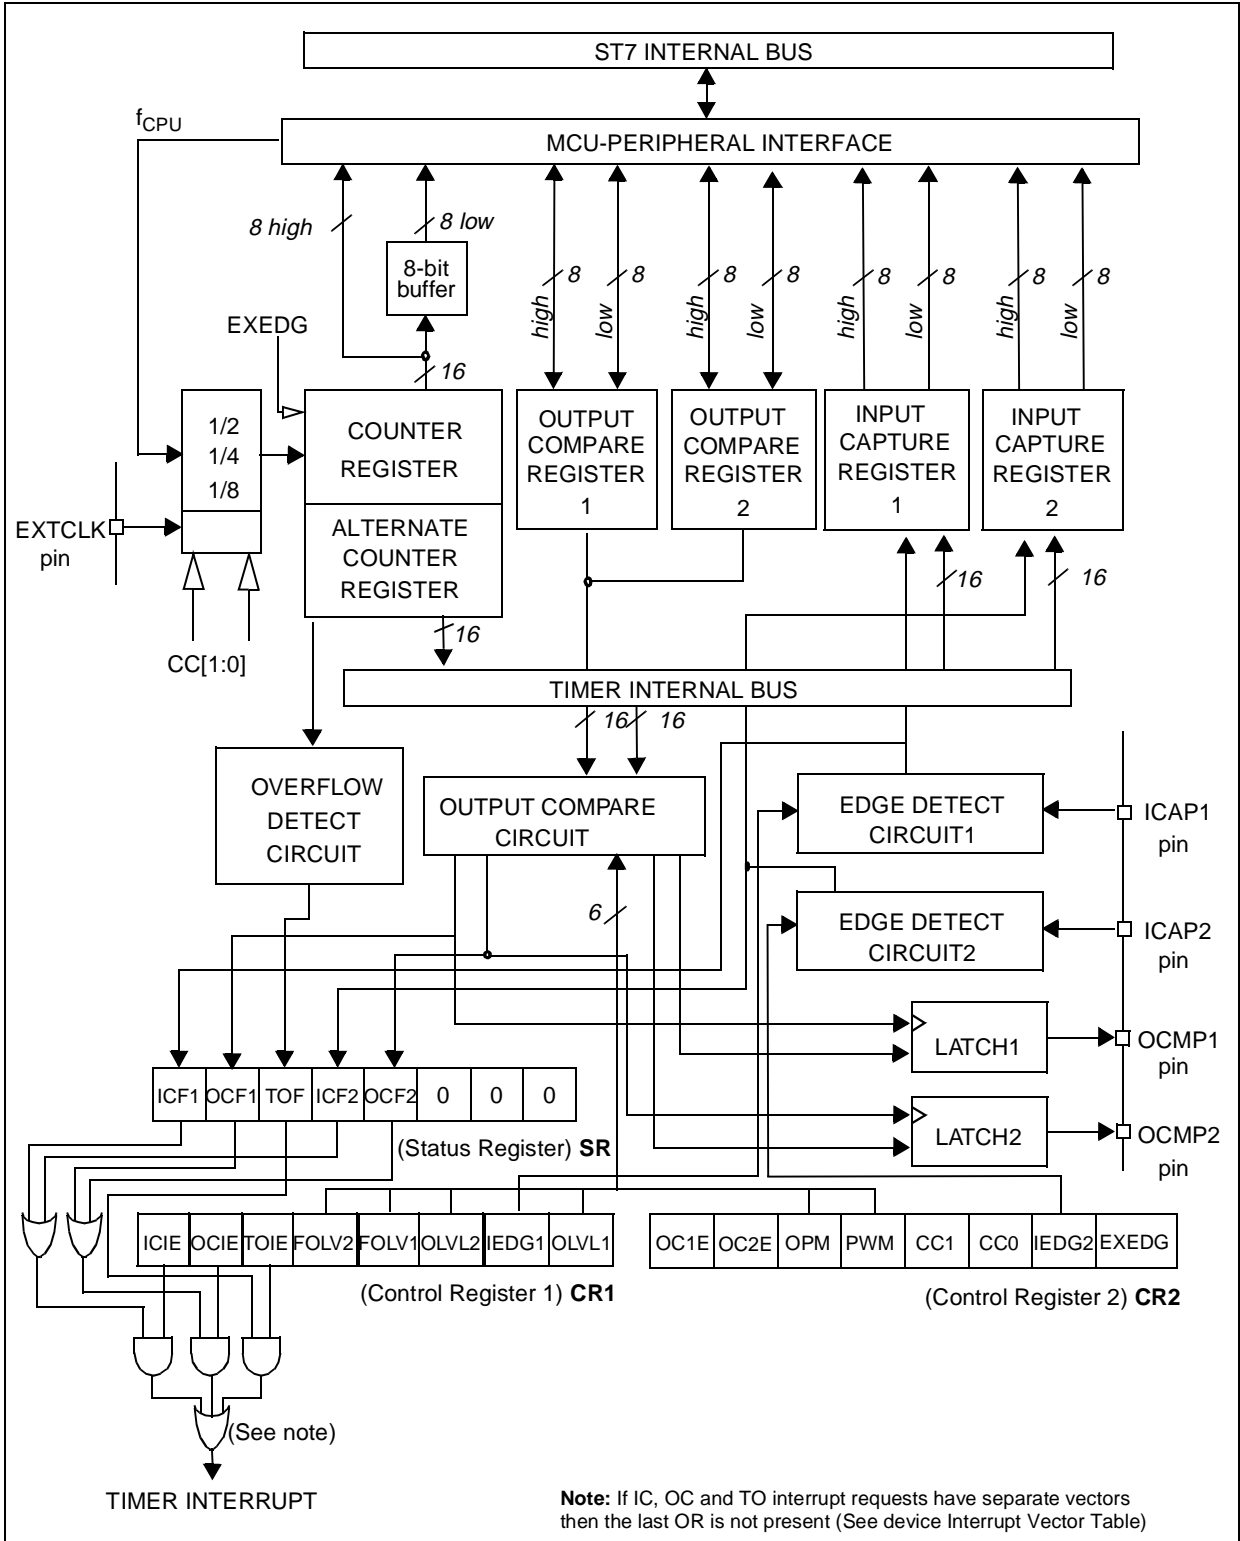 ST7 INTERNAL BUS
fCPU
MCU-PERIPHERAL INTERFACE
8 high
8 low
8-bit
buffer
high
8
low
8
high
8
low
8
high
8
low
8
high
8
low
8
EXEDG
16
1/2
1/4
1/8
COUNTER
REGISTER
ALTERNATE
COUNTER
REGISTER
OUTPUT
COMPARE
REGISTER
1
OUTPUT
COMPARE
REGISTER
2
INPUT
CAPTURE
REGISTER
1
INPUT
CAPTURE
REGISTER
2
EXTCLK
pin
16
16
16
CC[1:0]
TIMER INTERNAL BUS
16
16
OVERFLOW
DETECT
CIRCUIT
OUTPUT COMPARE
CIRCUIT
EDGE DETECT
CIRCUIT1
ICAP1
pin
6
EDGE DETECT
CIRCUIT2
ICAP2
pin
LATCH1
OCMP1
pin
ICF1 OCF1 TOF ICF2 OCF2 0 0 0
(Status Register) SR
LATCH2
OCMP2
pin
ICIE OCIE TOIE FOLV2 FOLV1 OLVL2 IEDG1 OLVL1
(Control Register 1) CR1
OC1E OC2E OPM PWM CC1 CC0 IEDG2 EXEDG
(Control Register 2) CR2
(See note)
TIMER INTERRUPT
Note: If IC, OC and TO interrupt requests have separate vectors
then the last OR is not present (See device Interrupt Vector Table)